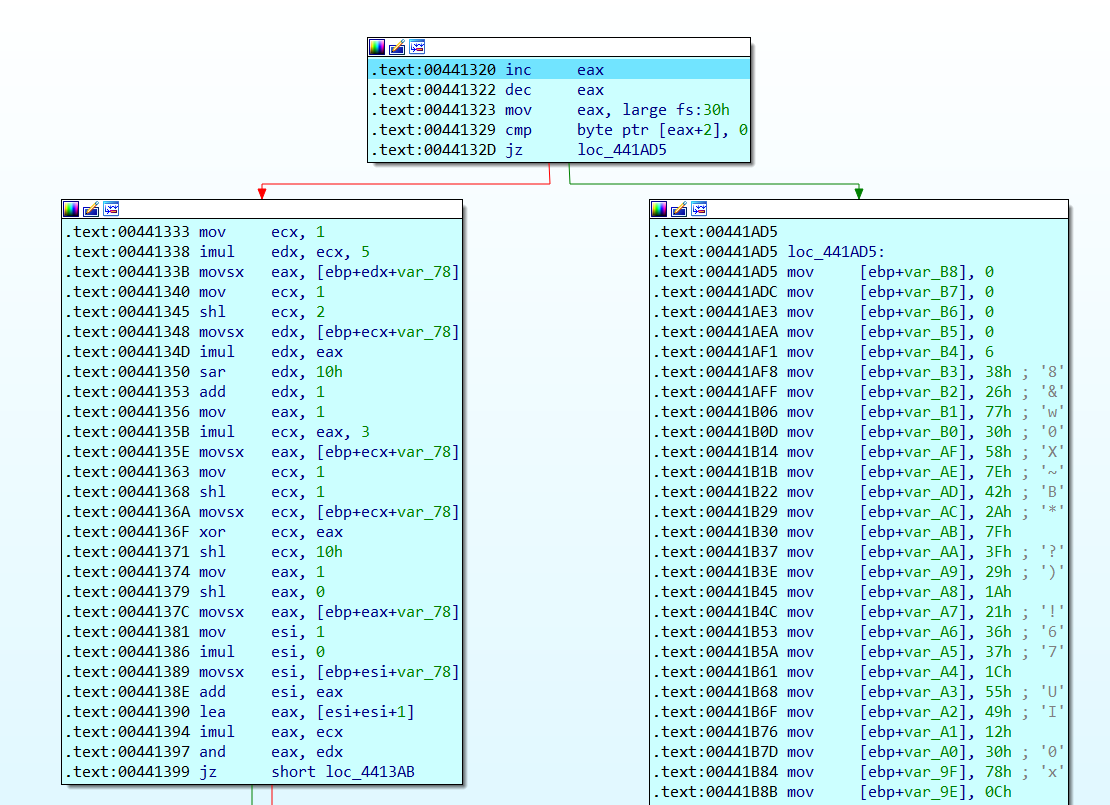 .text:00441320 inc eax
.text:00441322 dec eax
.text:00441323 mov eax, large fs:30h
.text:00441329 cmp byte ptr [eax+2], 0
.text:0044132D jz loc_441AD5
.text:00441333 mov ecx, 1
.text:00441338 imul edx, ecx, 5
.text:0044133B movsx eax, [ebp+edx+var_78]
.text:00441340 mov ecx, 1
.text:00441345 shl ecx, 2
.text:00441348 movsx edx, [ebp+ecx+var_78]
.text:0044134D imul edx, eax
.text:00441350 sar edx, 10h
.text:00441353 add edx, 1
.text:00441356 mov eax, 1
.text:0044135B imul ecx, eax, 3
.text:0044135E movsx eax, [ebp+ecx+var_78]
.text:00441363 mov ecx, 1
.text:00441368 shl ecx, 1
.text:0044136A movsx ecx, [ebp+ecx+var_78]
.text:0044136F xor ecx, eax
.text:00441371 shl ecx, 10h
.text:00441374 mov eax, 1
.text:00441379 shl eax, 0
.text:0044137C movsx eax, [ebp+eax+var_78]
.text:00441381 mov esi, 1
.text:00441386 imul esi, 0
.text:00441389 movsx esi, [ebp+esi+var_78]
.text:0044138E add esi, eax
.text:00441390 lea eax, [esi+esi+1]
.text:00441394 imul eax, ecx
.text:00441397 and eax, edx
.text:00441399 jz short loc_4413AB
.text:00441AD5
.text:00441AD5 loc_441AD5:
.text:00441AD5 mov [ebp+var_B8], 0
.text:00441ADC mov [ebp+var_B7], 0
.text:00441AE3 mov [ebp+var_B6], 0
.text:00441AEA mov [ebp+var_B5], 0
.text:00441AF1 mov [ebp+var_B4], 6
.text:00441AF8 mov [ebp+var_B3], 38h ; '8'
.text:00441AFF mov [ebp+var_B2], 26h ; '&'
.text:00441B06 mov [ebp+var_B1], 77h ; 'w'
.text:00441B0D mov [ebp+var_B0], 30h ; '0'
.text:00441B14 mov [ebp+var_AF], 58h ; 'X'
.text:00441B1B mov [ebp+var_AE], 7Eh ; '~'
.text:00441B22 mov [ebp+var_AD], 42h ; 'B'
.text:00441B29 mov [ebp+var_AC], 2Ah ; '*'
.text:00441B30 mov [ebp+var_AB], 7Fh
.text:00441B37 mov [ebp+var_AA], 3Fh ; '?'
.text:00441B3E mov [ebp+var_A9], 29h ; ')'
.text:00441B45 mov [ebp+var_A8], 1Ah
.text:00441B4C mov [ebp+var_A7], 21h ; '!'
.text:00441B53 mov [ebp+var_A6], 36h ; '6'
.text:00441B5A mov [ebp+var_A5], 37h ; '7'
.text:00441B61 mov [ebp+var_A4], 1Ch
.text:00441B68 mov [ebp+var_A3], 55h ; 'U'
.text:00441B6F mov [ebp+var_A2], 49h ; 'I'
.text:00441B76 mov [ebp+var_A1], 12h
.text:00441B7D mov [ebp+var_A0], 30h ; '0'
.text:00441B84 mov [ebp+var_9F], 78h ; 'x'
.text:00441B8B mov [ebp+var_9E], 0Ch